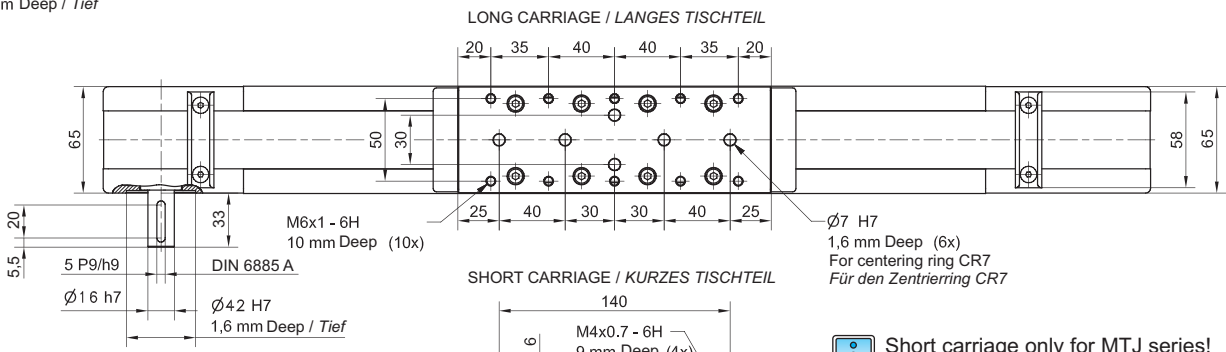 m Deep / Tief
LONG CARRIAGE / LANGES TISCHTEIL
20 35 40 40 35 20
65
50
30
58
65
20
5,5
33
25 40 30 30 40 25
M6x1 - 6H
10 mm Deep (10x)
Ø7 H7
1,6 mm Deep (6x)
For centering ring CR7
Für den Zentrierring CR7
5 P9/h9
DIN 6885 A
Ø16 h7
Ø42 H7
1,6 mm Deep / Tief
SHORT CARRIAGE / KURZES TISCHTEIL
140
6
M4x0.7 - 6H
9 mm Deep (4x)
Short carriage only for MTJ series!